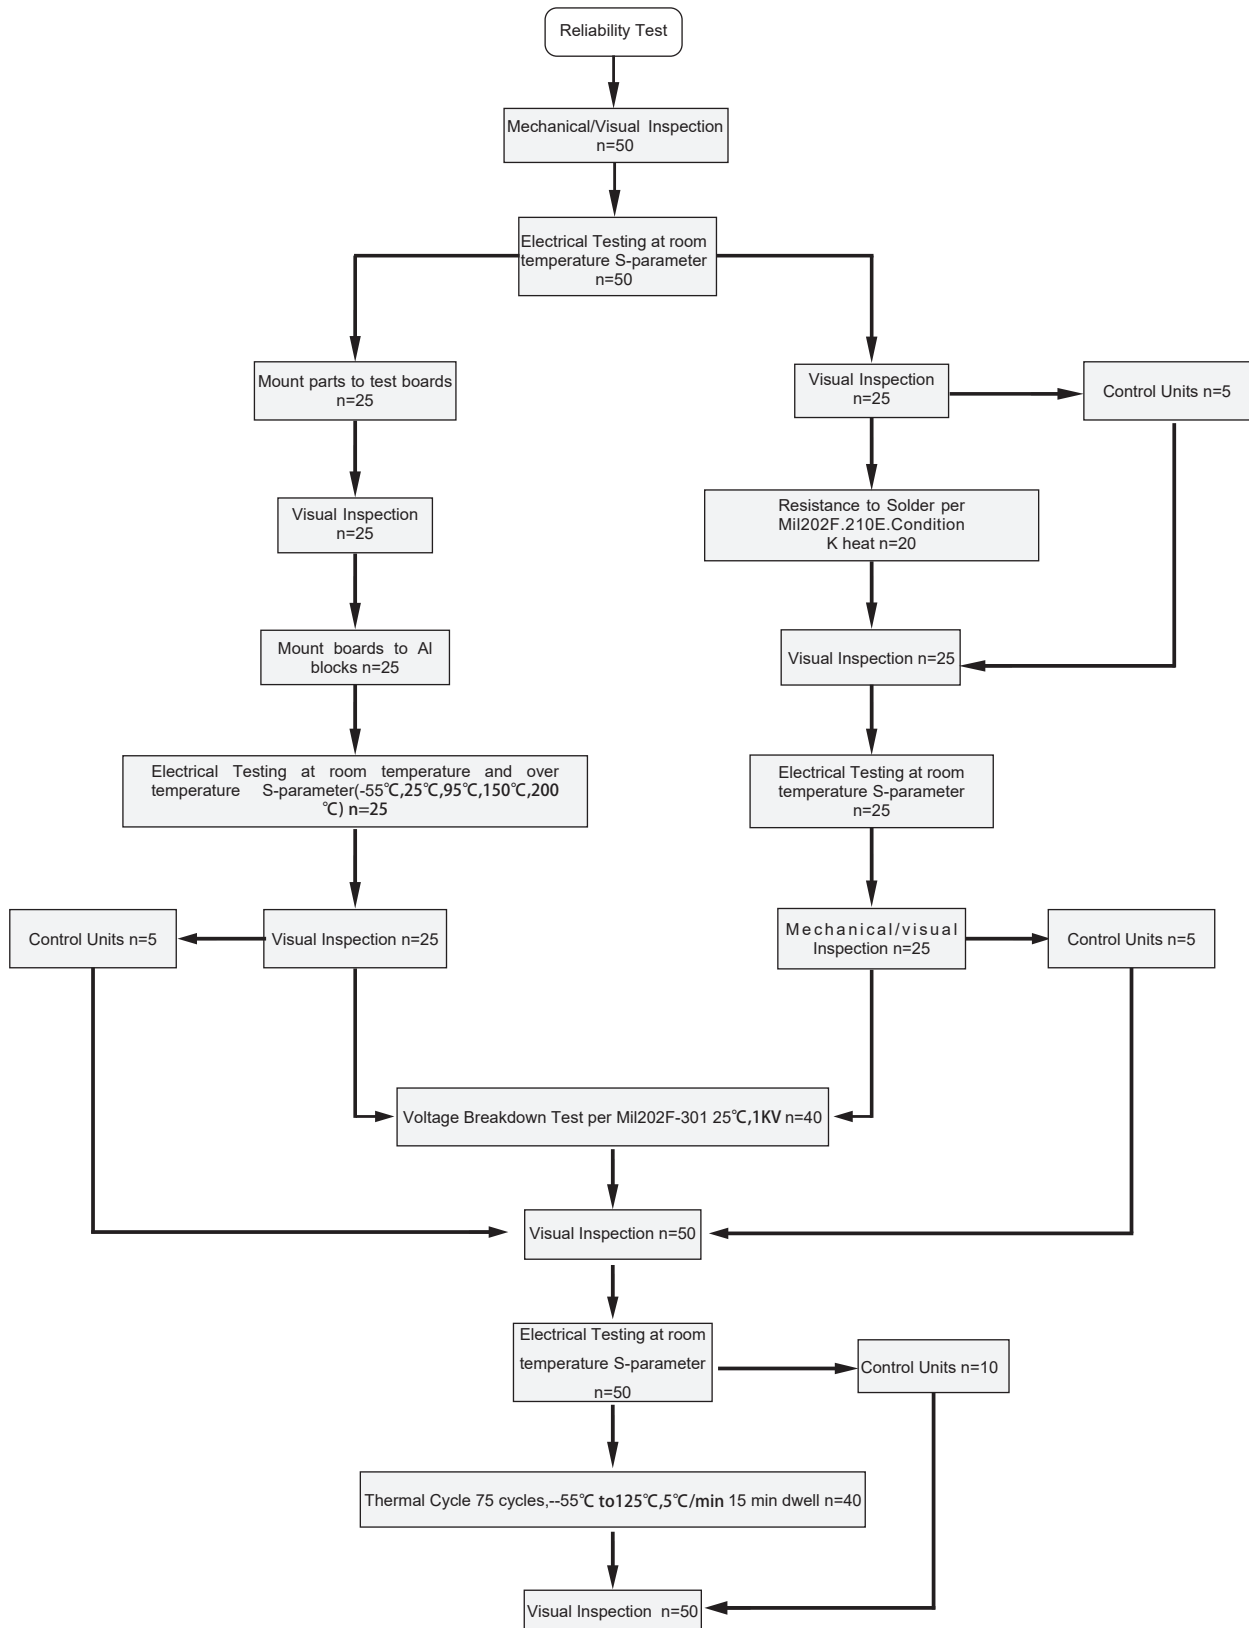 Reliability Test
Mechanical/Visual Inspection
n=50
Electrical Testing at room
temperature S-parameter
n=50
Mount parts to test boards
n=25
Visual Inspection
n=25
Control Units n=5
Visual Inspection
n=25
Resistance to Solder per
Mil202F.210E.Condition
K heat n=20
Mount boards to Al
blocks n=25
Visual Inspection n=25
Electrical Testing at room temperature and over
temperature S-parameter(-55℃,25℃,95℃,150℃,200
℃) n=25
Electrical Testing at room
temperature S-parameter
n=25
Control Units n=5
Visual Inspection n=25
Mechanical/visual
Inspection n=25
Control Units n=5
Voltage Breakdown Test per Mil202F-301 25℃,1KV n=40
Visual Inspection n=50
Electrical Testing at room
temperature S-parameter
n=50
Control Units n=10
Thermal Cycle 75 cycles,--55℃ to125℃,5℃/min 15 min dwell n=40
Visual Inspection n=50